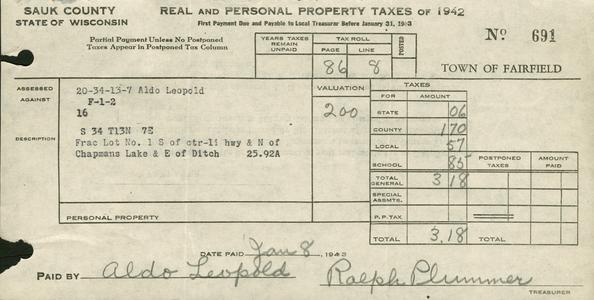 SAUK COUNTY
STATE OF WISCONSIN
REAL AND PERSONAL PROPERTY TAXES OF 1942
First Payment Due and Payable to Local Treasurer Before January 31, 1943
Partial Payment Unless No Postponed
Taxes Appear in Postponed Tax Column
YEARS TAXES REMAIN UNPAID
TAX ROLL
PAGE LINE
86 8
POSTED
No 691
TOWN OF FAIRFIELD
ASSESSED AGAINST
20-34-13-7 Aldo Leopold
F-1-2
16
DESCRIPTION
S 34 T13N 7E
Frac Lot No. 1 S of ctr-li hwy & N of
Chapmans Lake & E of Ditch 25.92A
PERSONAL PROPERTY
VALUATION
200
TAXES
FOR AMOUNT
STATE 06
COUNTY 1 70
LOCAL 57
SCHOOL 85
POSTPONED TAXES
AMOUNT PAID
TOTAL GENERAL 3 18
SPECIAL ASSMTS.
P. P. TAX
TOTAL 3.18 TOTAL
DATE PAID Jan 8, 1943
PAID BY Aldo Leopold Ralph Plummer
TREASURER